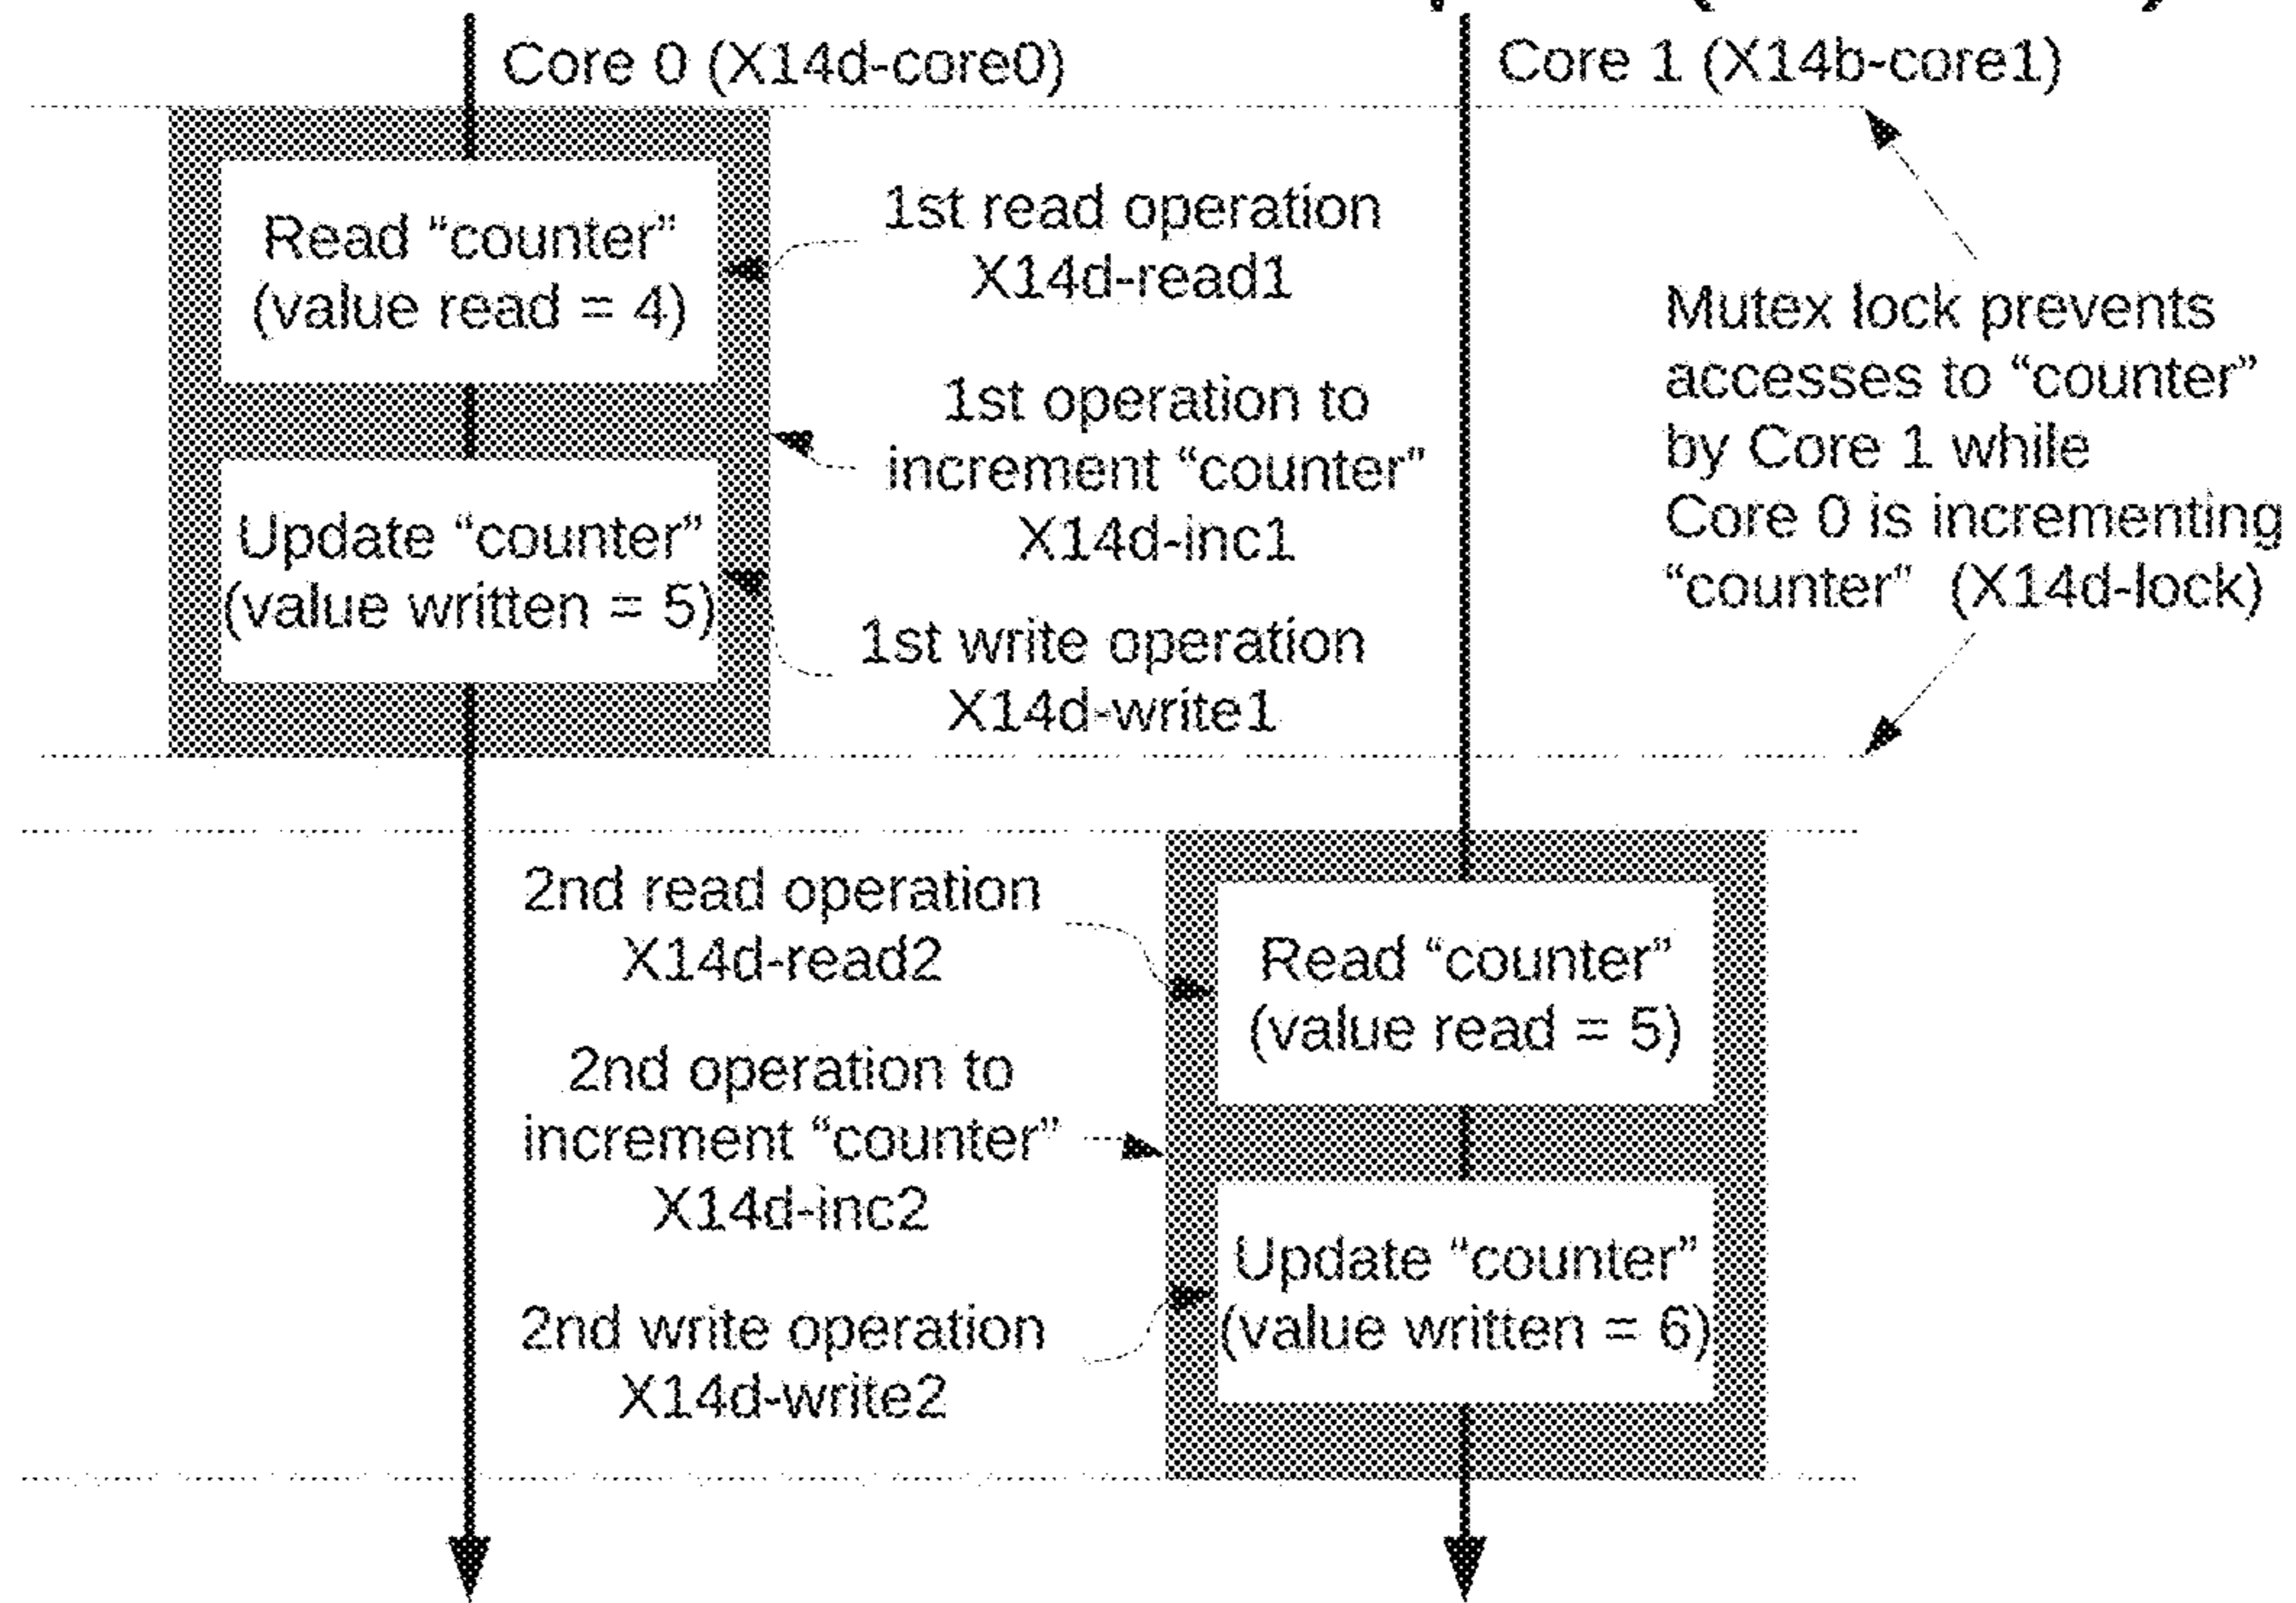 Core 0 (X14d-core0)
Core 1 (X14b-core1)
Read “counter”
(value read = 4)
1st read operation
X14d-read1
1st operation to
increment “counter”
X14d-inc1
Update “counter”
(value written = 5)
1st write operation
X14d-write1
Mutex lock prevents
accesses to “counter”
by Core 1 while
Core 0 is incrementing
“counter” (X14d-lock)
2nd read operation
X14d-read2
Read “counter”
(value read = 5)
2nd operation to
increment “counter”
X14d-inc2
Update “counter”
(value written = 6)
2nd write operation
X14d-write2